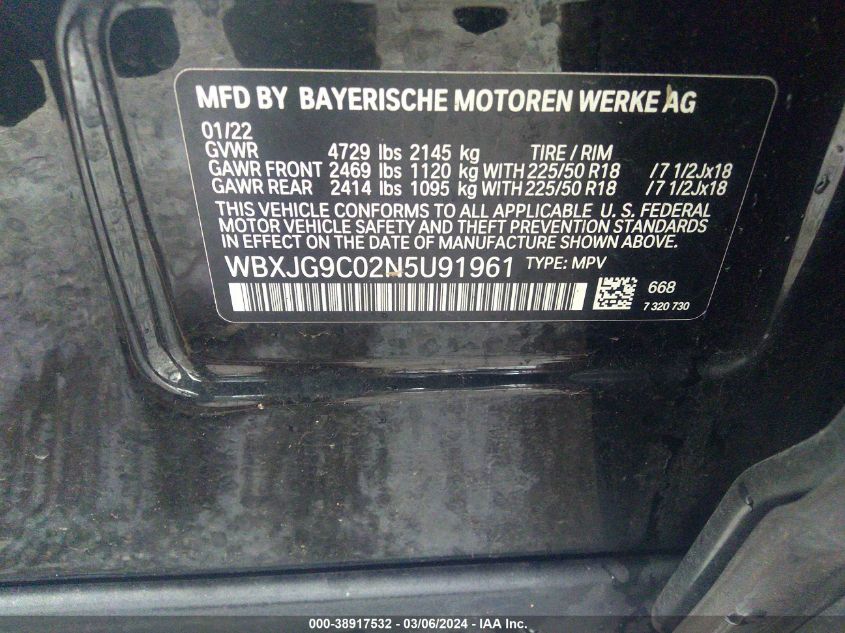 MFD BY BAYERISCHE MOTOREN WERKE AG
01/22
GVWR 4729 lbs 2145 kg TIRE / RIM
GAWR FRONT 2469 lbs 1120 kg WITH 225/50 R18 /7 1/2Jx18
GAWR REAR 2414 lbs 1095 kg WITH 225/50 R18 /7 1/2Jx18
THIS VEHICLE CONFORMS TO ALL APPLICABLE U. S. FEDERAL
MOTOR VEHICLE SAFETY AND THEFT PREVENTION STANDARDS
IN EFFECT ON THE DATE OF MANUFACTURE SHOWN ABOVE.
WBXJG9C02N5U91961 TYPE: MPV
668
7 320 730
000-38917532 - 03/06/2024 - IAA Inc.